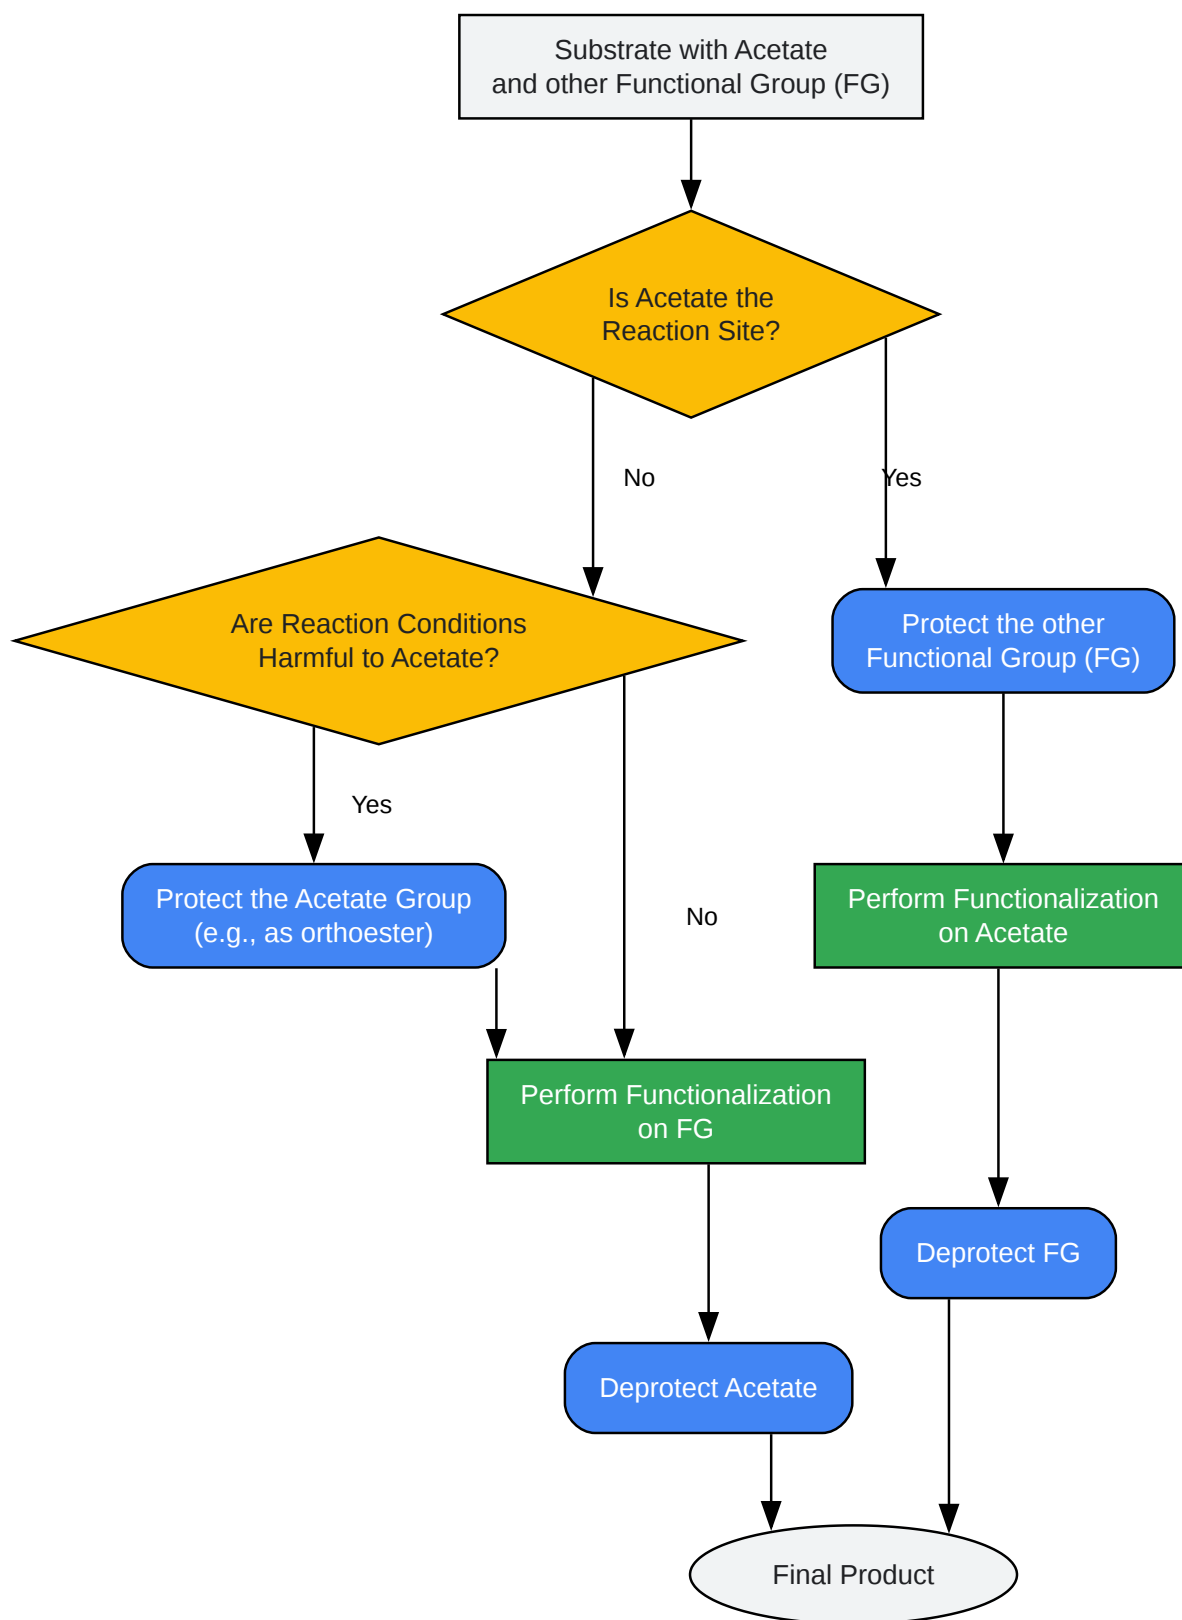 Substrate with Acetate
and other Functional Group (FG)
Is Acetate the
Reaction Site?
No
Yes
Are Reaction Conditions
Harmful to Acetate?
Protect the other
Functional Group (FG)
Yes
Protect the Acetate Group
(e.g., as orthoester)
No
Perform Functionalization
on Acetate
Perform Functionalization
on FG
Deprotect FG
Deprotect Acetate
Final Product